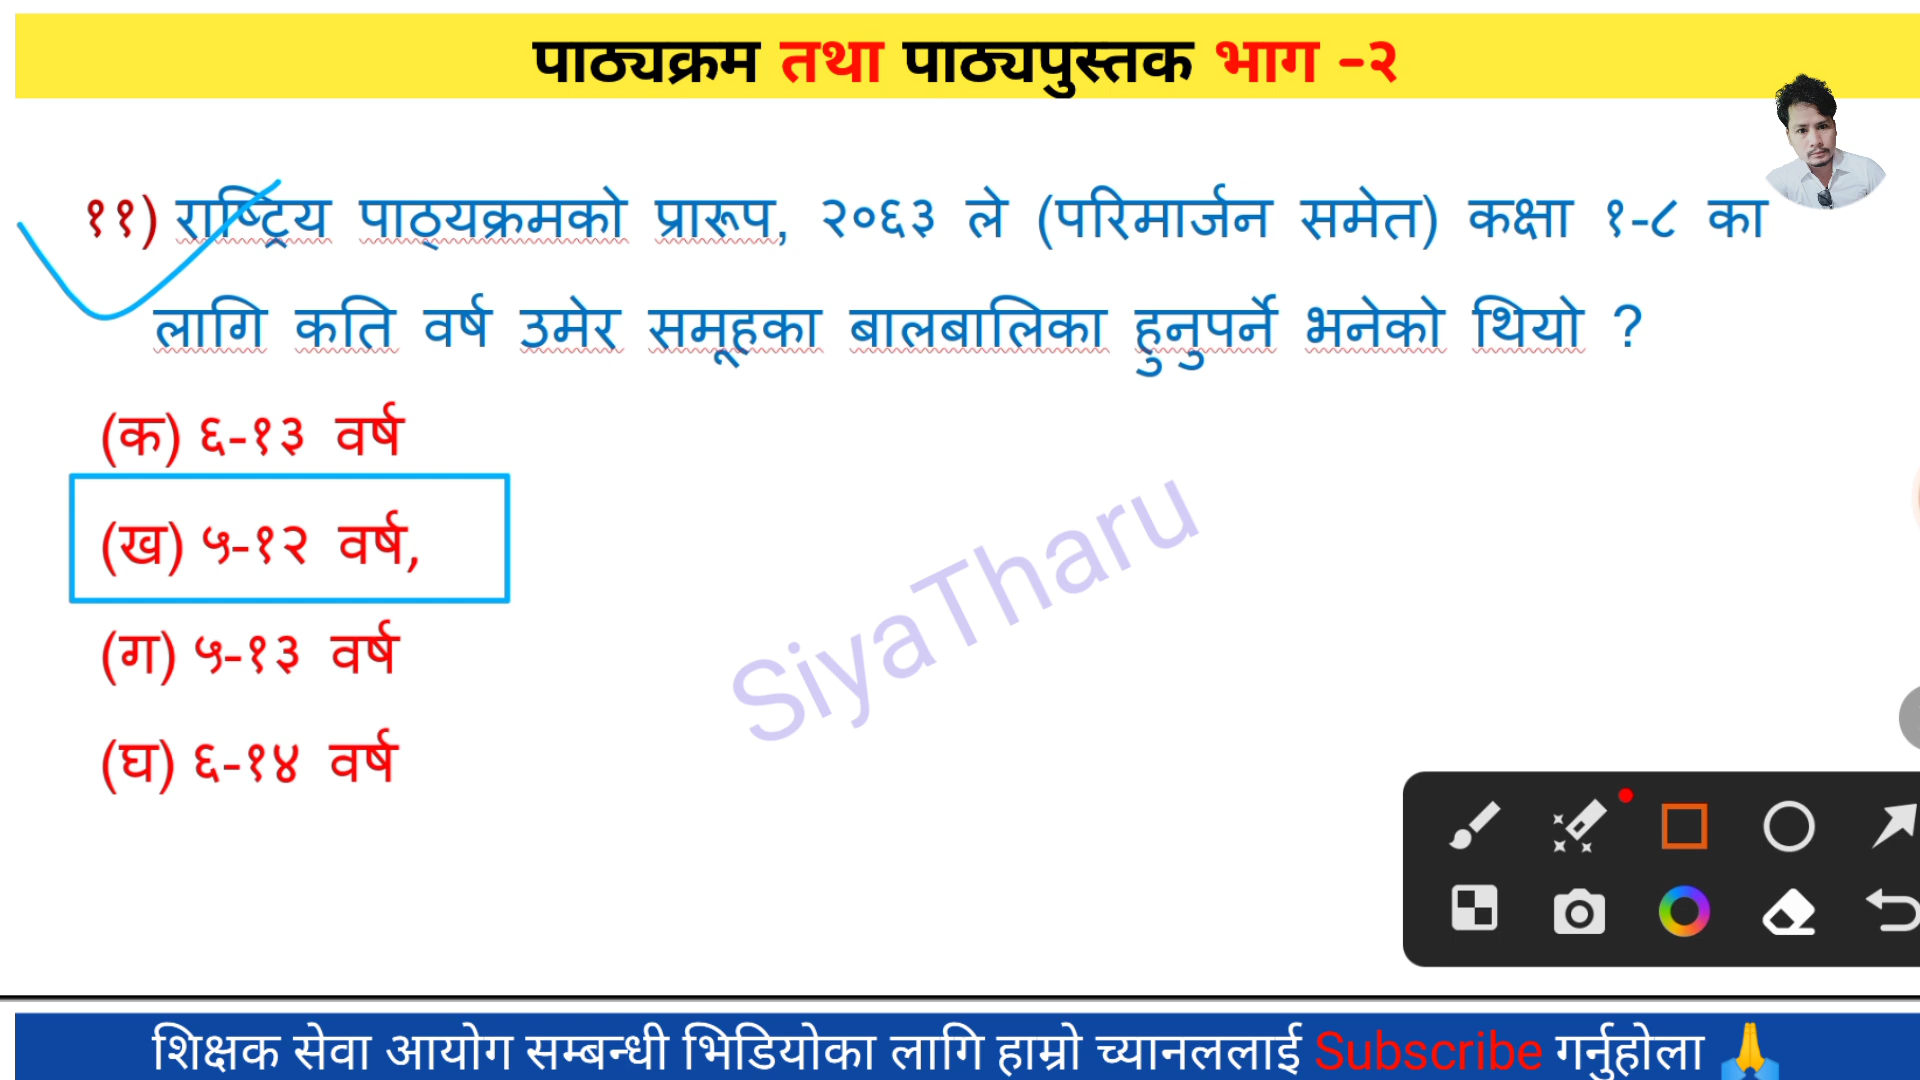 पाठ्यक्रम तथा पाठ्यपुस्तक भाग -२
११) राष्ट्रिय पाठ्यक्रमको प्रारूप, २०६३ ले (परिमार्जन समेत) कक्षा १-८ का
लागि कति वर्ष उमेर समूहका बालबालिका हुनुपर्ने भनेको थियो ?
(क) ६-१३ वर्ष
(ख) ५-१२ वर्ष,
(ग) ५-१३ वर्ष
(घ) ६-१४ वर्ष
SiyaTharu
शिक्षक सेवा आयोग सम्बन्धी भिडियोका लागि हाम्रो च्यानललाई Subscribe गर्नुहोला 🙏